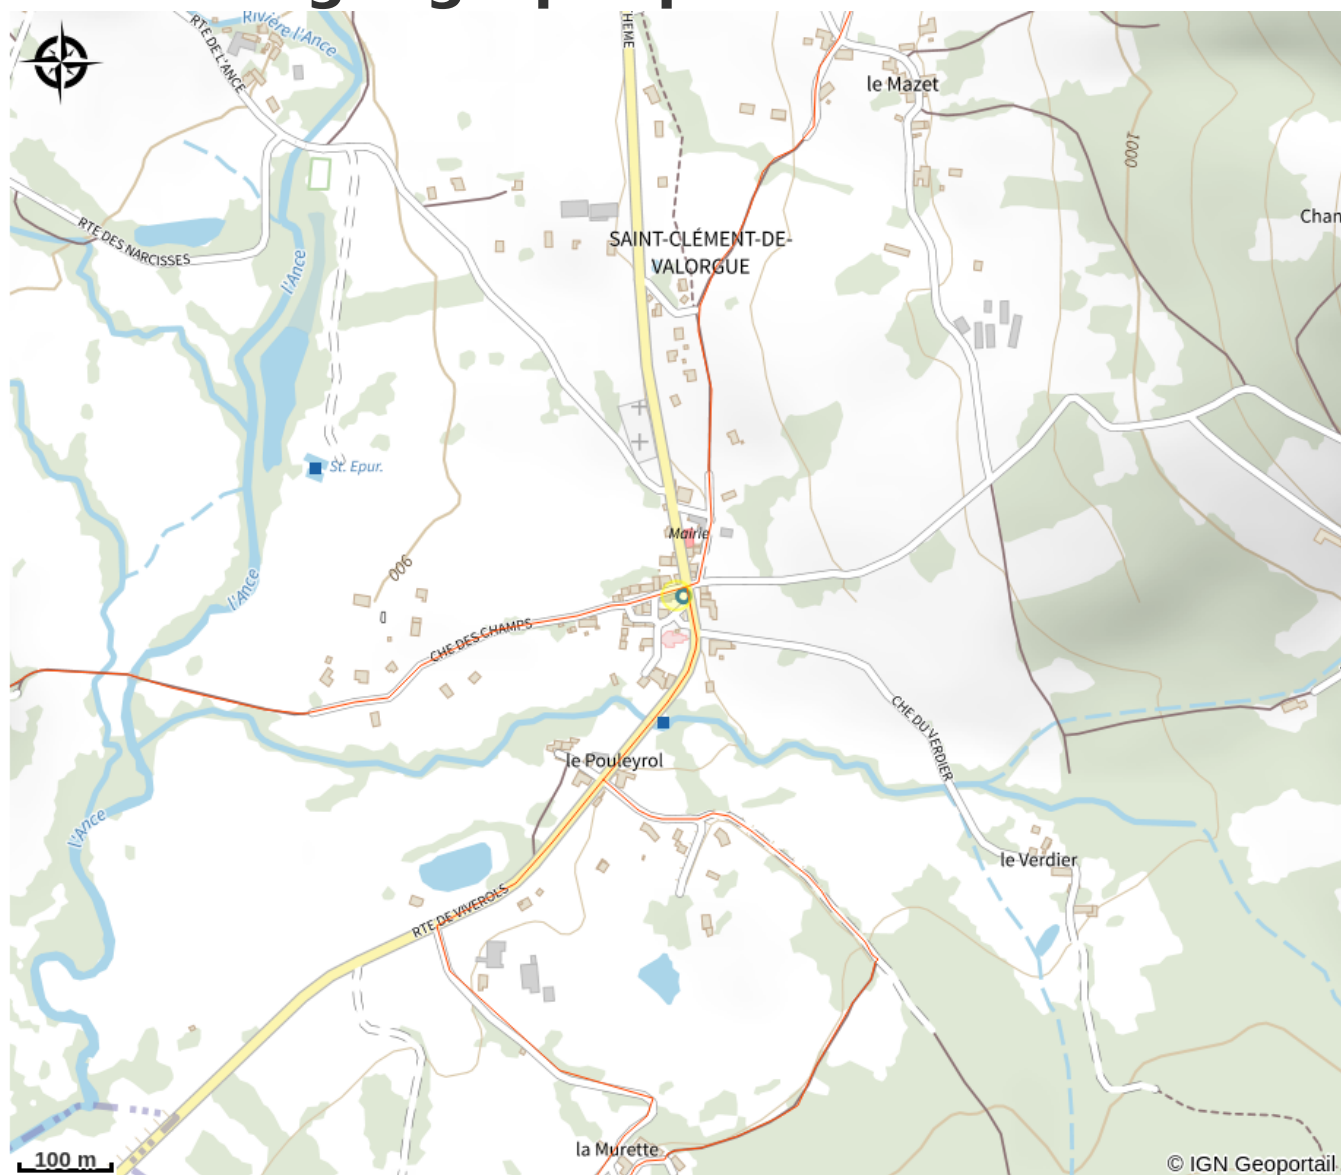 Rivière l'Ance
RTE DE L'ANCE
THEME
le Mazet
1000
Chan
RTE DES NARCISSES
l'Ance
SAINT-CLÉMENT-DE-
VALORGUE
St. Epur.
Mairie
900
l'Ance
CHE DES CHAMPS
CHE DU VERDIER
le Pouleyrol
l'Ance
le Verdier
RTE DE VIVEROLS
la Murette
100 m
© IGN Geoportail